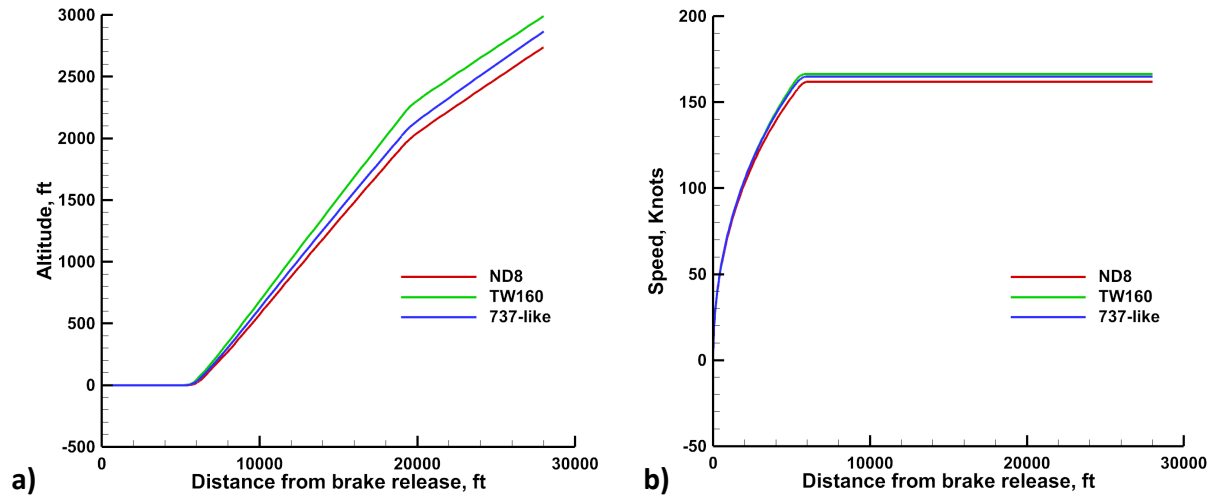 3000
2500
2000
1500
1000
500
0
-500
Altitude, ft
ND8
TW160
737-like
0
10000
20000
30000
Distance from brake release, ft
a)
200
150
100
50
0
-50
Speed, Knots
ND8
TW160
737-like
0
10000
20000
30000
Distance from brake release, ft
b)